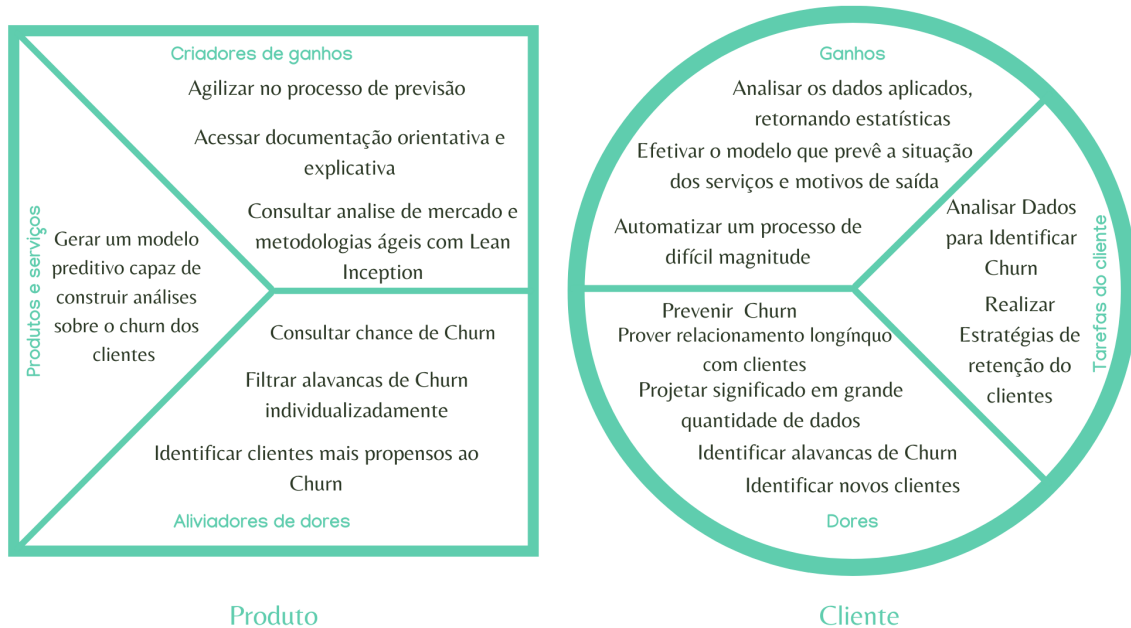 Criadores de ganhos
Agilizar no processo de previsão
Acessar documentação orientativa e
explicativa
Consultar analise de mercado e
metodologias ágeis com Lean
Inception
Produtos e serviços
Gerar um modelo
preditivo capaz de
construir análises
sobre o churn dos
clientes
Consultar chance de Churn
Filtrar alavancas de Churn
individualizadamente
Identificar clientes mais propensos ao
Churn
Aliviadores de dores
Produto
Ganhos
Analisar os dados aplicados,
retornando estatísticas
Efetivar o modelo que prevê a situação
dos serviços e motivos de saída
Automatizar um processo de
difícil magnitude
Analisar Dados
para Identificar
Churn
Realizar
Estratégias de
retenção do
clientes
Tarefas do cliente
Prevenir Churn
Prover relacionamento longínquo
com clientes
Projetar significado em grande
quantidade de dados
Identificar alavancas de Churn
Identificar novos clientes
Dores
Cliente